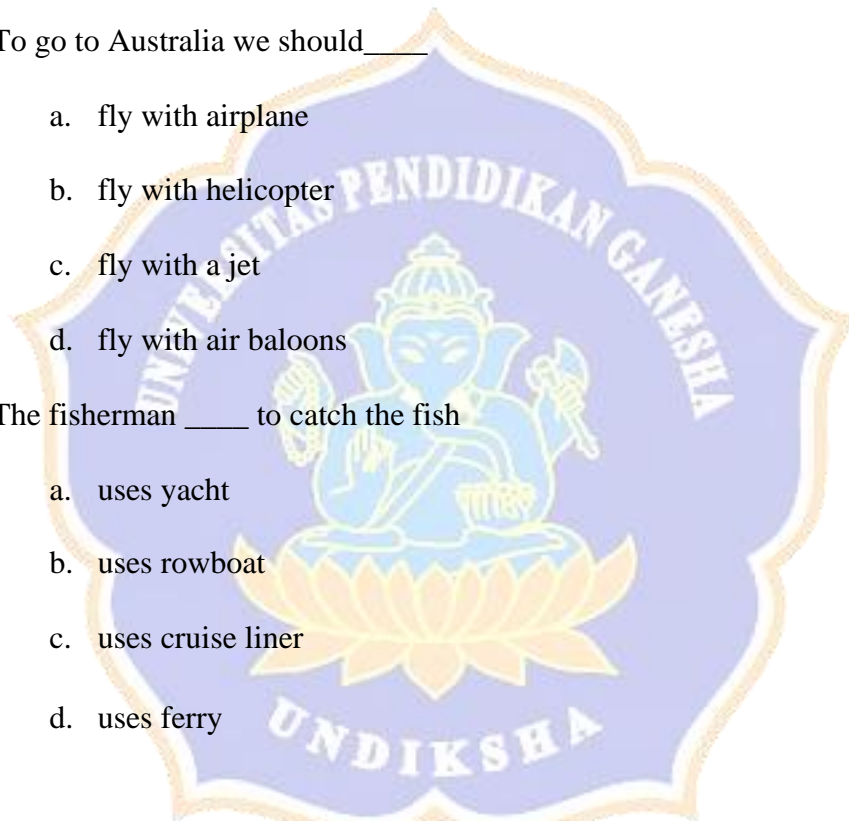 To go to Australia we should____
a. fly with airplane
b. fly with helicopter
c. fly with a jet
d. fly with air baloons
The fisherman ____ to catch the fish
a. uses yacht
b. uses rowboat
c. uses cruise liner
d. uses ferry
UNIVERSITAS PENDIDIKAN GANESHA
UNDIKSHA